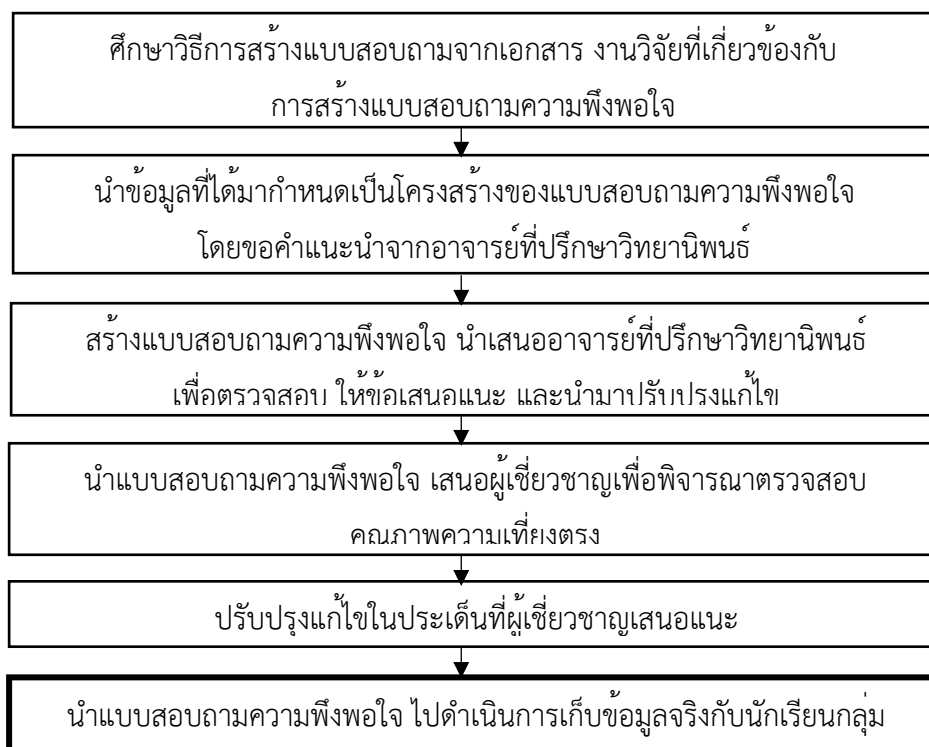 ศึกษาวิธีการสร้างแบบสอบถามจากเอกสาร งานวิจัยที่เกี่ยวข้องกับ
การสร้างแบบสอบถามความพึงพอใจ
นำข้อมูลที่ได้มากำหนดเป็นโครงสร้างของแบบสอบถามความพึงพอใจ
โดยขอคำแนะนำจากอาจารย์ที่ปรึกษาวิทยานิพนธ์
สร้างแบบสอบถามความพึงพอใจ นำเสนออาจารย์ที่ปรึกษาวิทยานิพนธ์
เพื่อตรวจสอบ ให้ข้อเสนอแนะ และนำมาปรับปรุงแก้ไข
นำแบบสอบถามความพึงพอใจ เสนอผู้เชี่ยวชาญเพื่อพิจารณาตรวจสอบ
คุณภาพความเที่ยงตรง
ปรับปรุงแก้ไขในประเด็นที่ผู้เชี่ยวชาญเสนอแนะ
นำแบบสอบถามความพึงพอใจ ไปดำเนินการเก็บข้อมูลจริงกับนักเรียนกลุ่ม